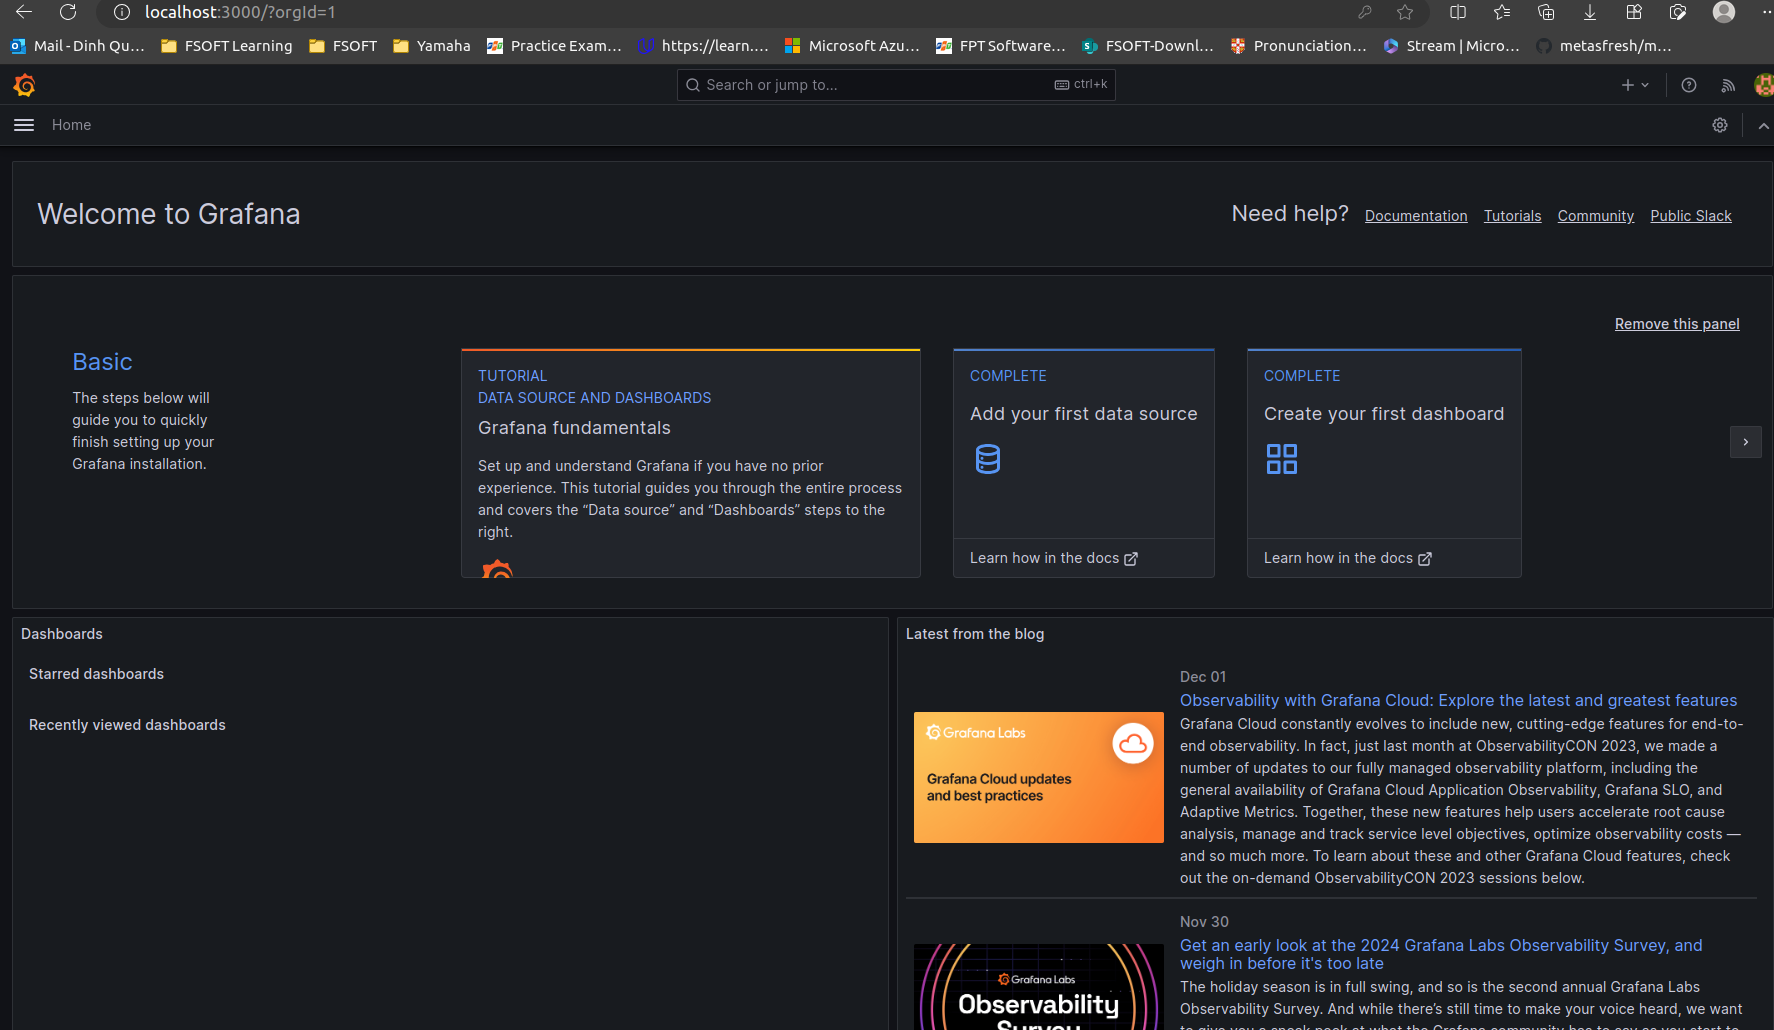 localhost:3000/?orgId=1
Mail - Dinh Qu... FSOFT Learning FSOFT Yamaha Practice Exam... https://learn.... Microsoft Azu... FPT Software... FSOFT-Downl... Pronunciation... Stream | Micro... metasfresh/m...
Search or jump to... ctrl+k
Home
Welcome to Grafana
Need help? Documentation Tutorials Community Public Slack
Remove this panel
Basic
The steps below will
guide you to quickly
finish setting up your
Grafana installation.
TUTORIAL
DATA SOURCE AND DASHBOARDS
Grafana fundamentals
Set up and understand Grafana if you have no prior
experience. This tutorial guides you through the entire process
and covers the “Data source” and “Dashboards” steps to the
right.
COMPLETE
Add your first data source
Learn how in the docs
COMPLETE
Create your first dashboard
Learn how in the docs
Dashboards
Starred dashboards
Recently viewed dashboards
Latest from the blog
Grafana Labs
Grafana Cloud updates
and best practices
Dec 01
Observability with Grafana Cloud: Explore the latest and greatest features
Grafana Cloud constantly evolves to include new, cutting-edge features for end-to-
end observability. In fact, just last month at ObservabilityCON 2023, we made a
number of updates to our fully managed observability platform, including the
general availability of Grafana Cloud Application Observability, Grafana SLO, and
Adaptive Metrics. Together, these new features help users accelerate root cause
analysis, manage and track service level objectives, optimize observability costs —
and so much more. To learn about these and other Grafana Cloud features, check
out the on-demand ObservabilityCON 2023 sessions below.
Grafana Labs
Observability
Survey
Nov 30
Get an early look at the 2024 Grafana Labs Observability Survey, and
weigh in before it's too late
The holiday season is in full swing, and so is the second annual Grafana Labs
Observability Survey. And while there’s still time to make your voice heard, we want